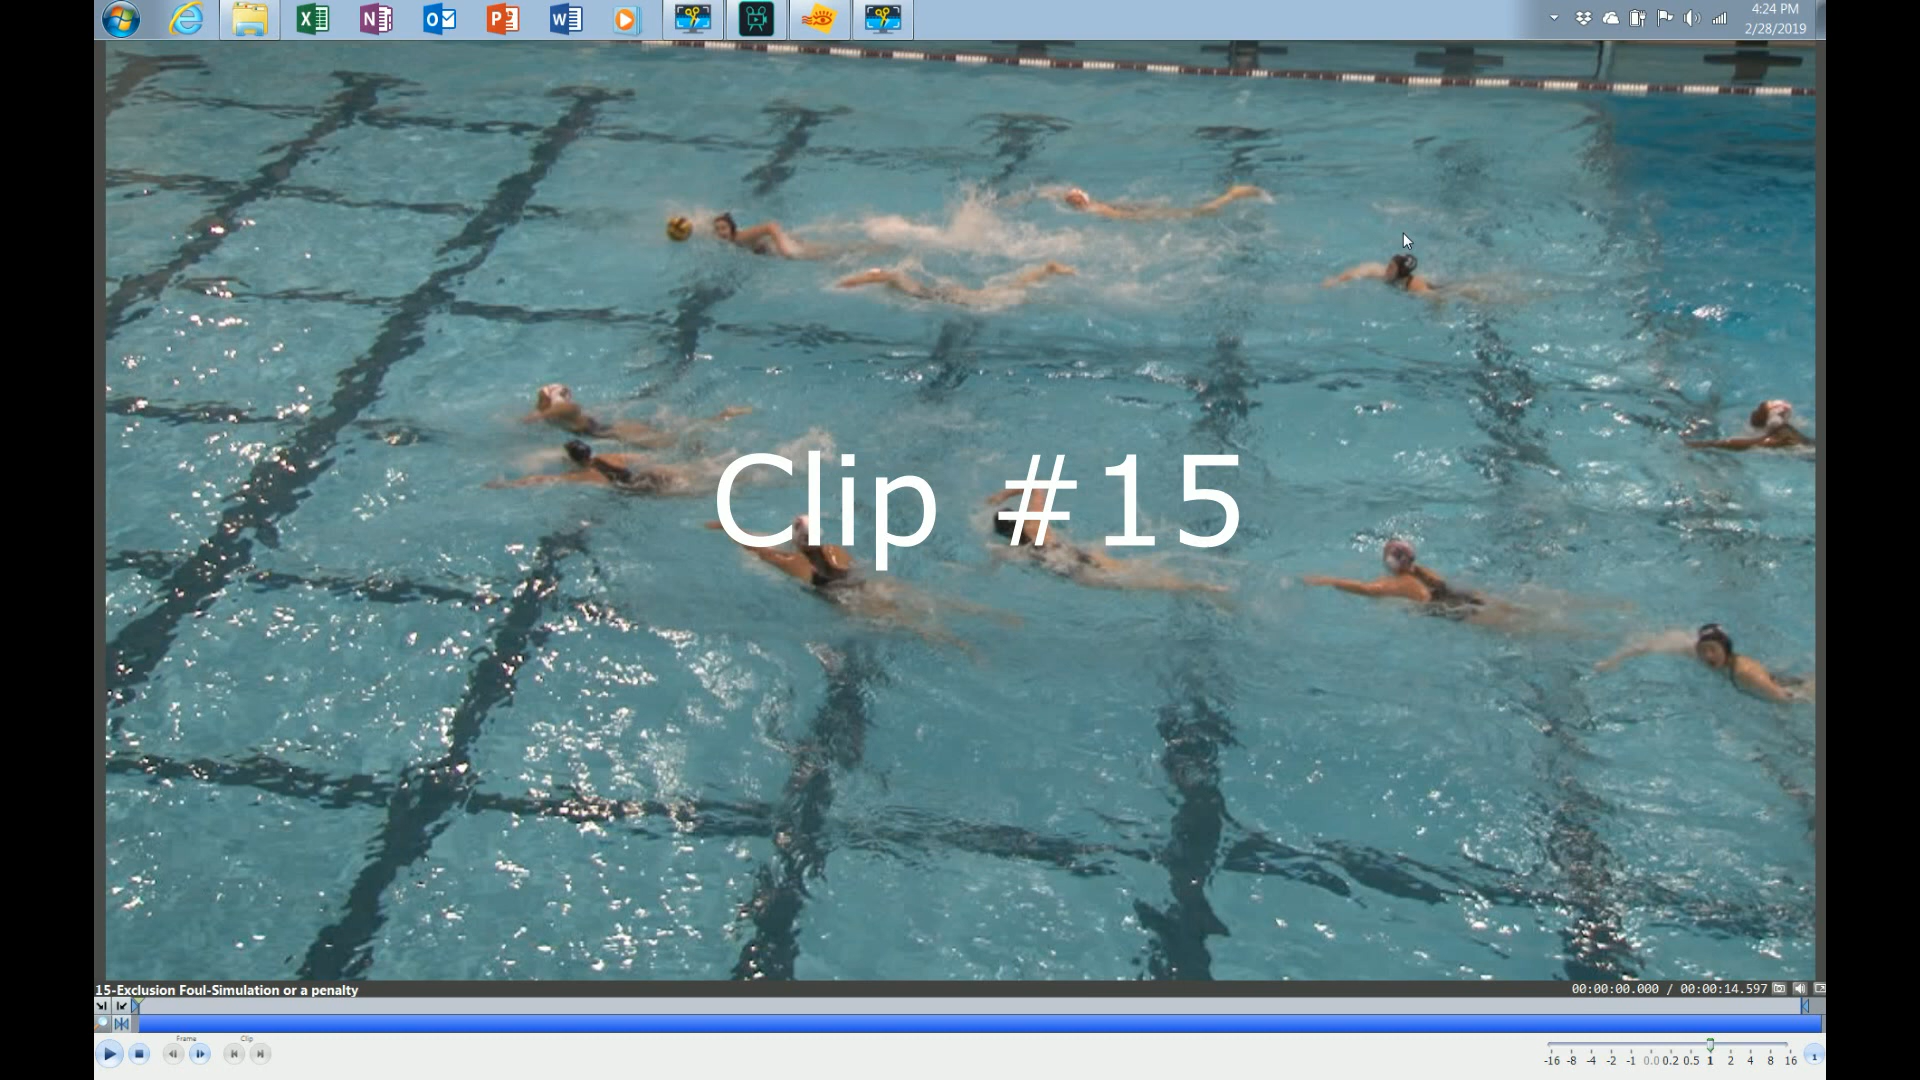 4:24 PM
2/28/2019
Clip #15
15-Exclusion Foul-Simulation or a penalty
00:00:00.000 / 00:00:14.597
Frame
Clip
-16 -8 -4 -2 -1 0.0 0.2 0.5 1 2 4 8 16
1